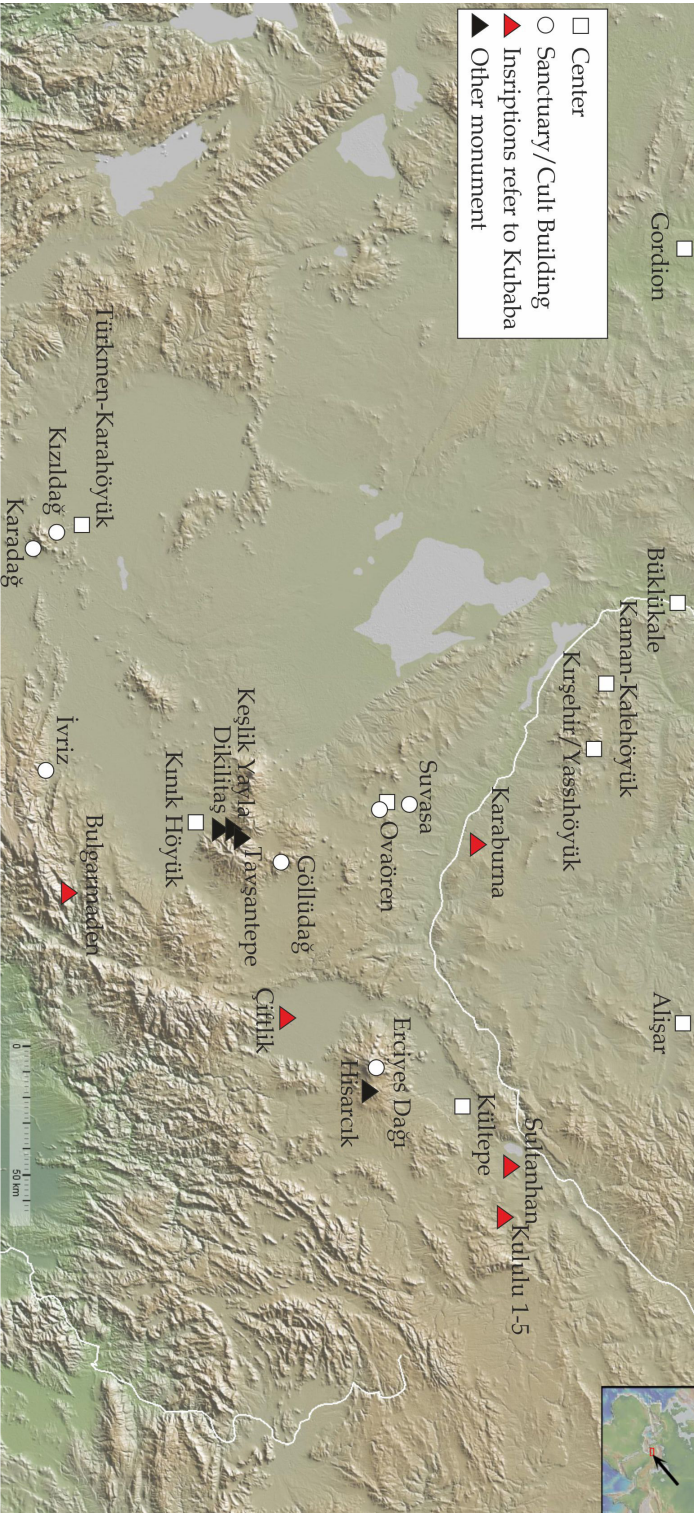 Center
Sanctuary/Cult Building
Insriptions refer to Kubaba
Other monument
Gordion
Büklükale
Kaman-Kalehöyük
Kırşehir/Yassıhöyük
Alişar
Karaburna
Suvasa
Ovaören
Sultanhan
Kululu 1-5
Kültepe
Erciyes Dağı
Hisarcık
Göllüdağ
Çiftlik
Tavşantepe
Keşlik Yayla
Dikilitaş
Kınık Höyük
Türkmen-Karahöyük
Kızıldağ
Karadağ
İvriz
Bulgarmaden
0
50 km